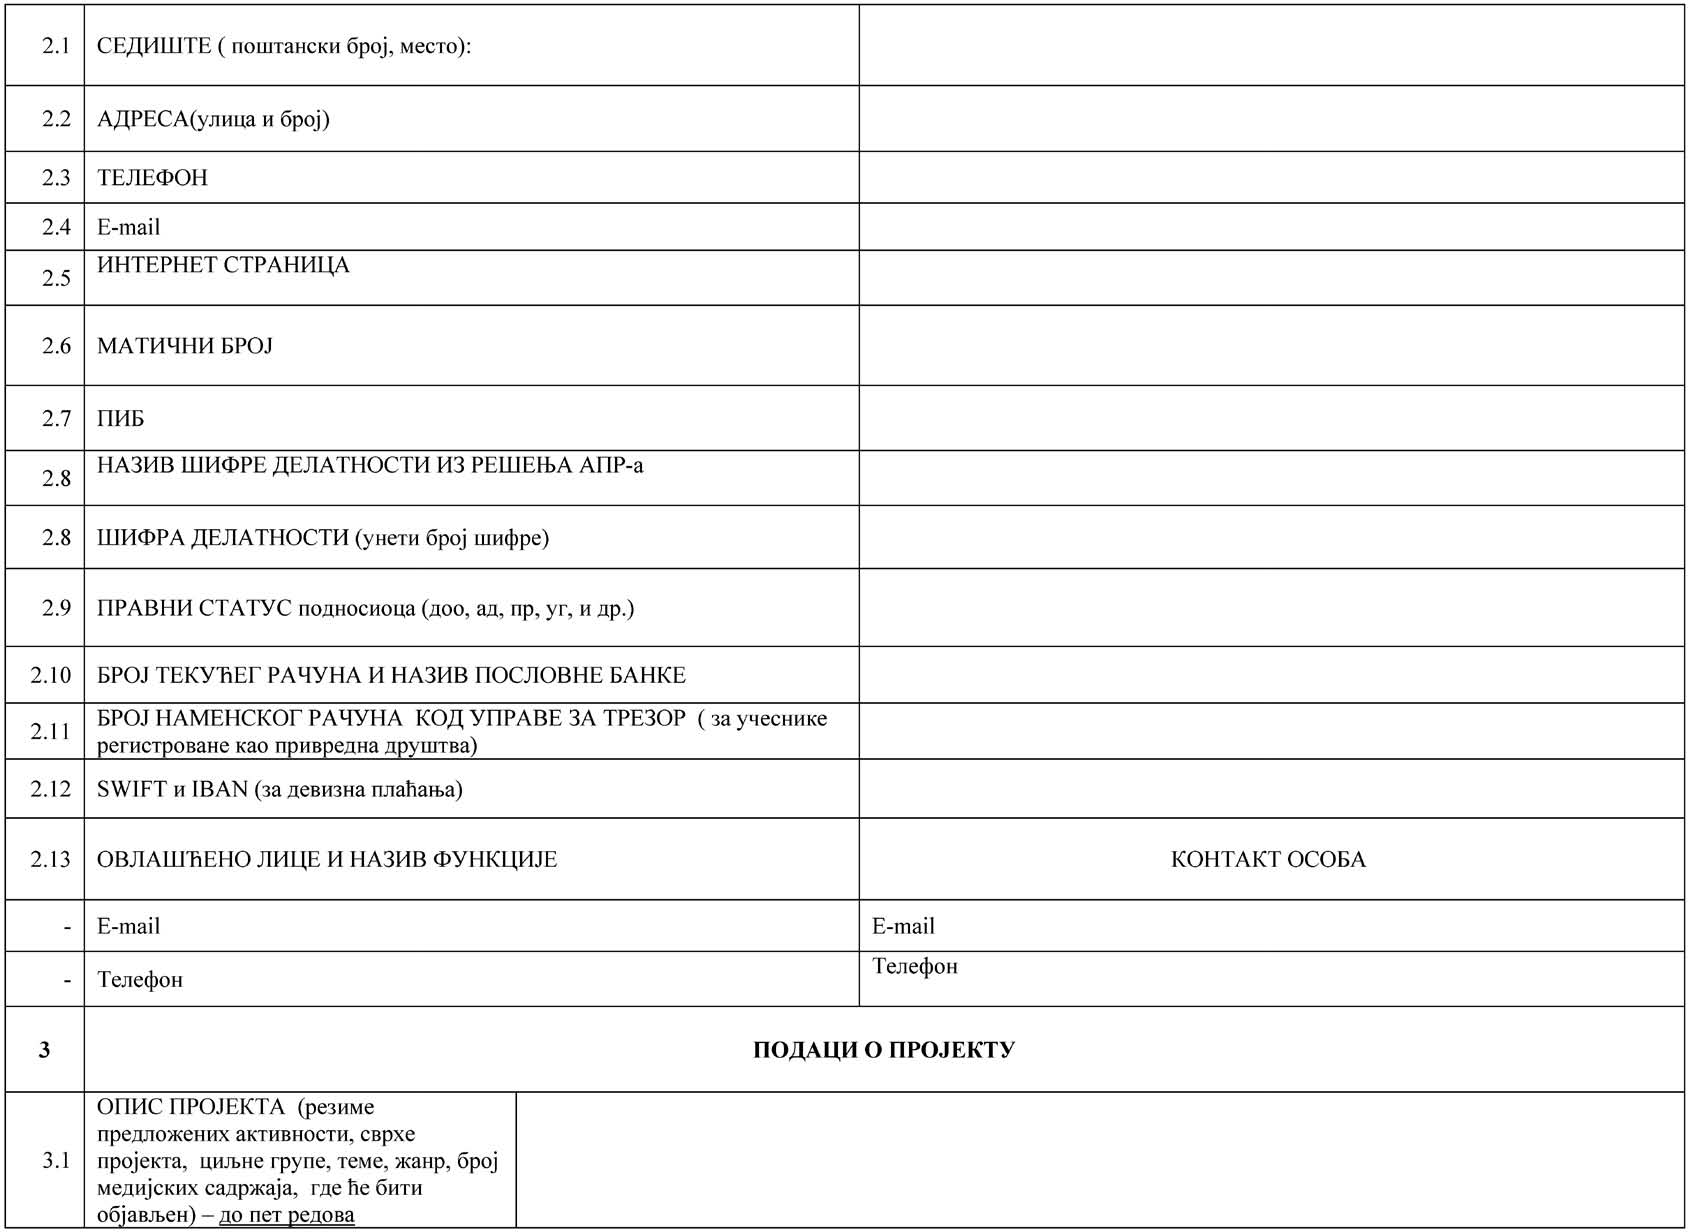 2.1 СЕДИШТЕ ( поштански број, место):
2.2 АДРЕСА(улица и број)
2.3 ТЕЛЕФОН
2.4 E-mail
2.5 ИНТЕРНЕТ СТРАНИЦА
2.6 МАТИЧНИ БРОЈ
2.7 ПИБ
2.8 НАЗИВ ШИФРЕ ДЕЛАТНОСТИ ИЗ РЕШЕЊА АПР-а
2.8 ШИФРА ДЕЛАТНОСТИ (унети број шифре)
2.9 ПРАВНИ СТАТУС подносиоца (доо, ад, пр, уг, и др.)
2.10 БРОЈ ТЕКУЋЕГ РАЧУНА И НАЗИВ ПОСЛОВНЕ БАНКЕ
2.11 БРОЈ НАМЕНСКОГ РАЧУНА  КОД УПРАВЕ ЗА ТРЕЗОР  ( за учеснике
регистроване као привредна друштва)
2.12 SWIFT и IBAN (за девизна плаћања)
2.13 ОВЛАШЋЕНО ЛИЦЕ И НАЗИВ ФУНКЦИЈЕ КОНТАКТ ОСОБА
- E-mail E-mail
- Телефон Телефон
3 ПОДАЦИ О ПРОЈЕКТУ
3.1 ОПИС ПРОЈЕКТА  (резиме
предложених активности, сврхе
пројекта,  циљне групе, теме, жанр, број
медијских садржаја,  где ће бити
објављен) – до пет редова